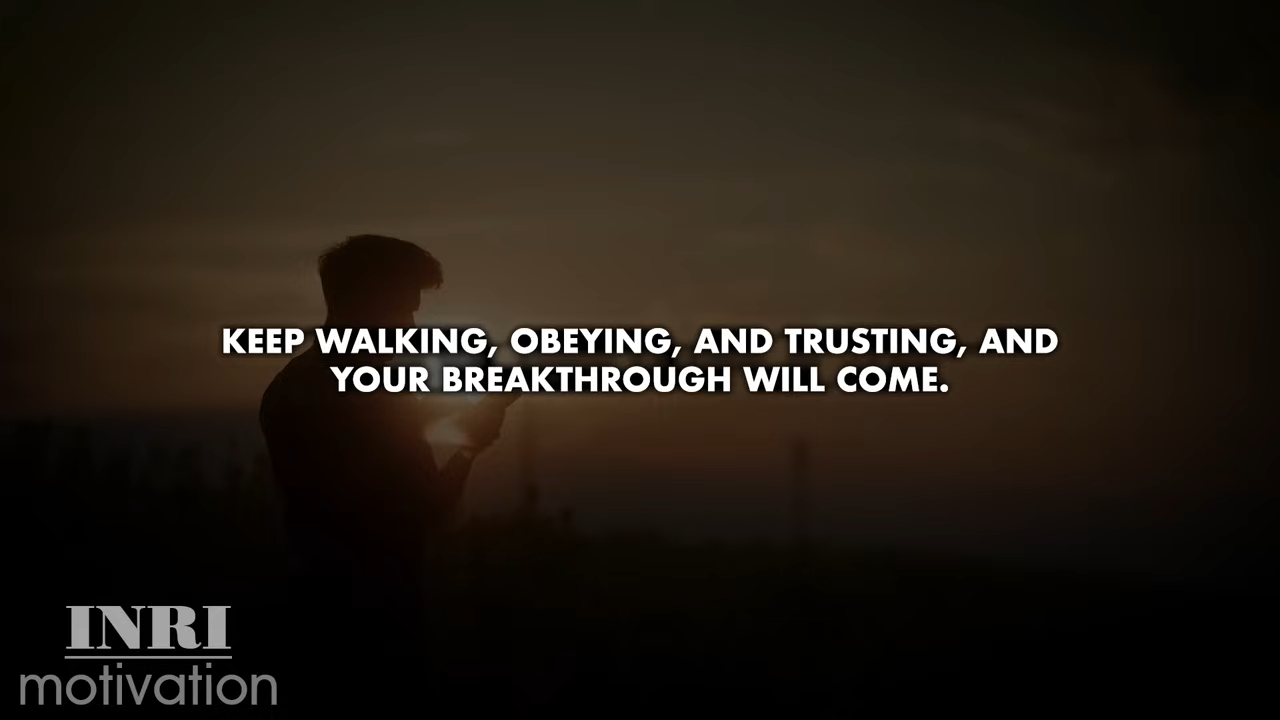 KEEP WALKING, OBEYING, AND TRUSTING, AND
YOUR BREAKTHROUGH WILL COME.
INRI
motivation